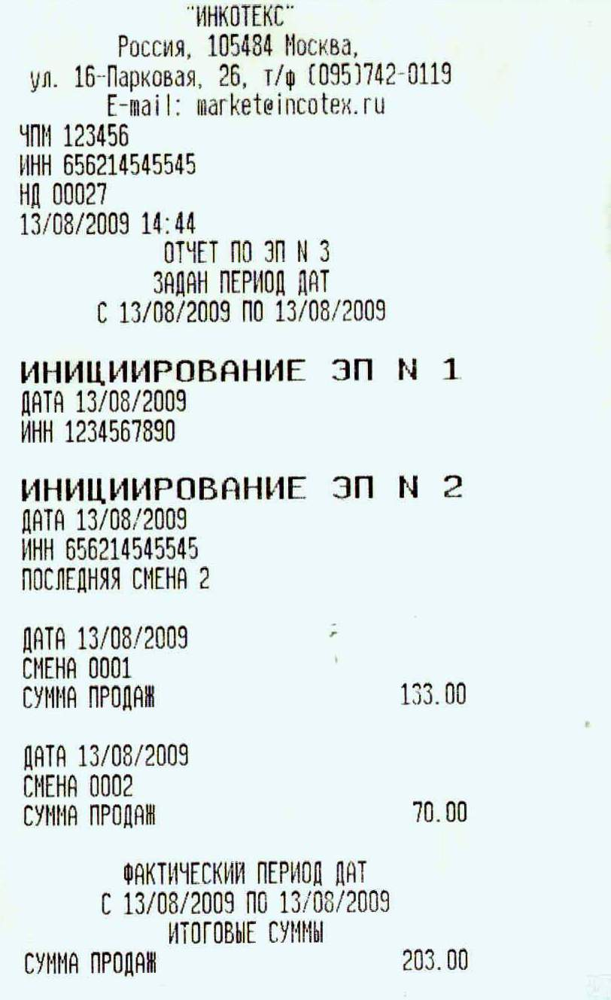 "ИНКОТЕКС"
Россия, 105484 Москва,
ул. 16-Парковая, 26, т/ф (095)742-0119
E-mail: market@incotex.ru
ЧПМ 123456
ИНН 656214545545
НД 00027
13/08/2009 14:44
ОТЧЕТ ПО ЭП N 3
ЗАДАН ПЕРИОД ДАТ
С 13/08/2009 ПО 13/08/2009
ИНИЦИИРОВАНИЕ ЭП N 1
ДАТА 13/08/2009
ИНН 1234567890
ИНИЦИИРОВАНИЕ ЭП N 2
ДАТА 13/08/2009
ИНН 656214545545
ПОСЛЕДНЯЯ СМЕНА 2
ДАТА 13/08/2009
СМЕНА 0001
СУММА ПРОДАЖ 133.00
ДАТА 13/08/2009
СМЕНА 0002
СУММА ПРОДАЖ 70.00
ФАКТИЧЕСКИЙ ПЕРИОД ДАТ
С 13/08/2009 ПО 13/08/2009
ИТОГОВЫЕ СУММЫ
СУММА ПРОДАЖ 203.00